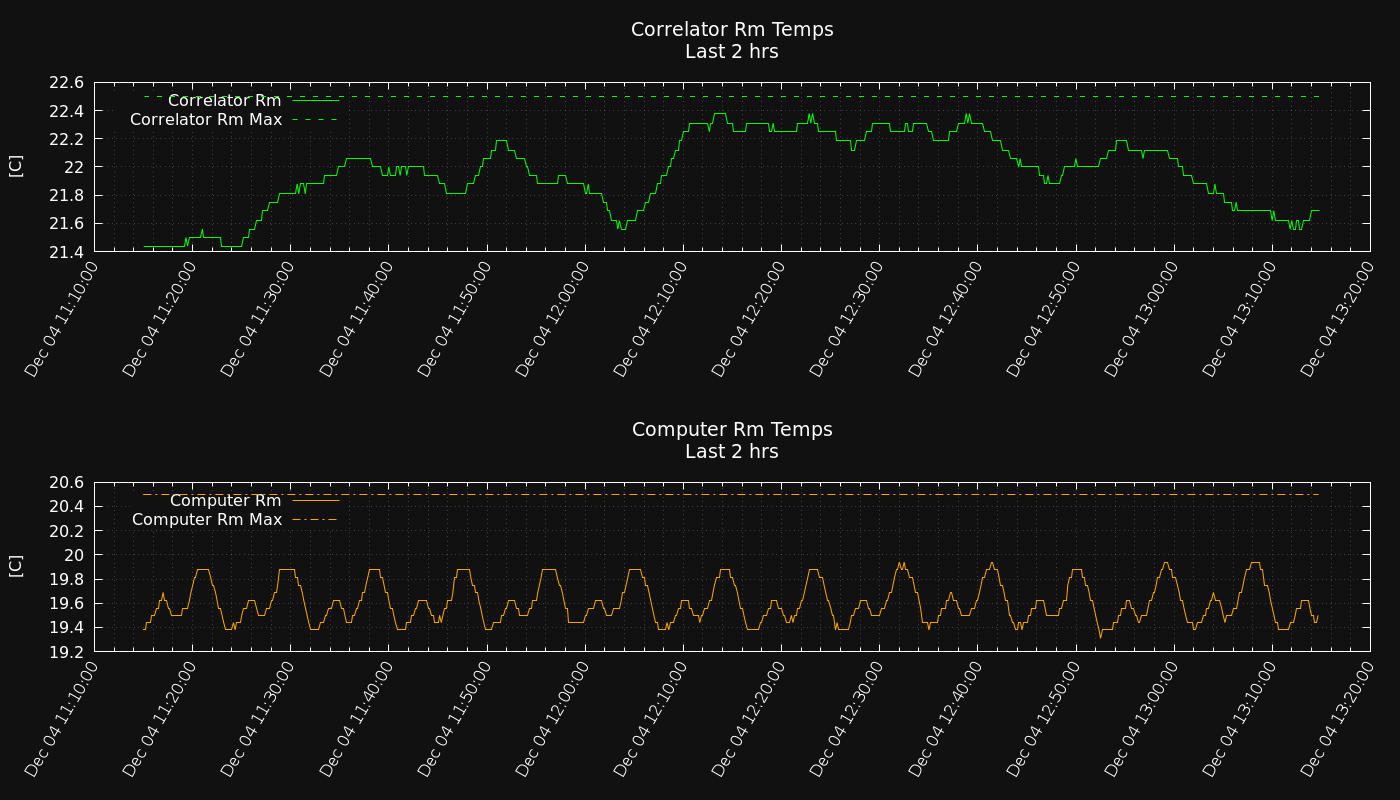 Correlator Rm Temps
Last 2 hrs
22.6
22.4
22.2
22
21.8
21.6
21.4
[C]
Correlator Rm
Correlator Rm Max
Dec 04 11:10:00
Dec 04 11:20:00
Dec 04 11:30:00
Dec 04 11:40:00
Dec 04 11:50:00
Dec 04 12:00:00
Dec 04 12:10:00
Dec 04 12:20:00
Dec 04 12:30:00
Dec 04 12:40:00
Dec 04 12:50:00
Dec 04 13:00:00
Dec 04 13:10:00
Dec 04 13:20:00
Computer Rm Temps
Last 2 hrs
20.6
20.4
20.2
20
19.8
19.6
19.4
19.2
[C]
Computer Rm
Computer Rm Max
Dec 04 11:10:00
Dec 04 11:20:00
Dec 04 11:30:00
Dec 04 11:40:00
Dec 04 11:50:00
Dec 04 12:00:00
Dec 04 12:10:00
Dec 04 12:20:00
Dec 04 12:30:00
Dec 04 12:40:00
Dec 04 12:50:00
Dec 04 13:00:00
Dec 04 13:10:00
Dec 04 13:20:00